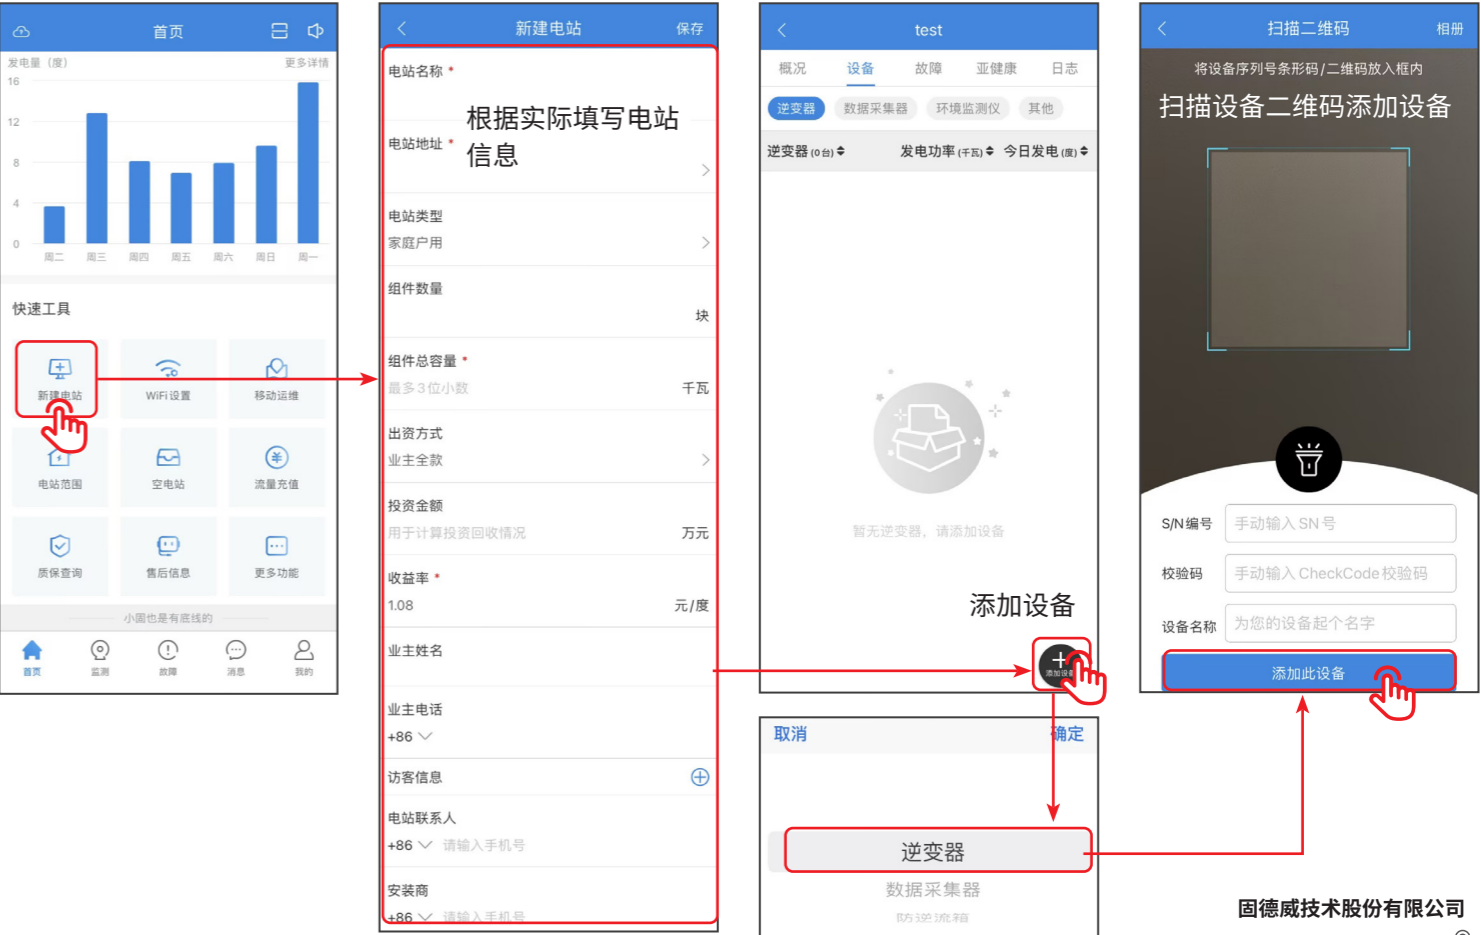 首页
发电量（度）
更多详情
16
12
8
4
0
周二 周三 周四 周五 周六 周日 周一
快速工具
新建电站 WiFi设置 移动运维
电站范围 空电站 流量充值
质保查询 售后信息 更多功能
小固也是有底线的
首页 监测 故障 消息 我的
新建电站 保存
电站名称 *
根据实际填写电站
信息
电站地址 *
电站类型
家庭户用
组件数量
块
组件总容量 *
最多3位小数 千瓦
出资方式
业主全款
投资金额
用于计算投资回收情况 万元
收益率 *
1.08 元/度
业主姓名
业主电话
+86
访客信息
电站联系人
+86 请输入手机号
安装商
+86 请输入手机号
test
概况 设备 故障 亚健康 日志
逆变器 数据采集器 环境监测仪 其他
逆变器(0台) 发电功率(千瓦) 今日发电(度)
暂无逆变器，请添加设备
添加设备
添加设备
取消 确定
逆变器
数据采集器
防逆流箱
扫描二维码 相册
将设备序列号条形码/二维码放入框内
扫描设备二维码添加设备
S/N编号 手动输入SN号
校验码 手动输入CheckCode校验码
设备名称 为您的设备起个名字
添加此设备
固德威技术股份有限公司